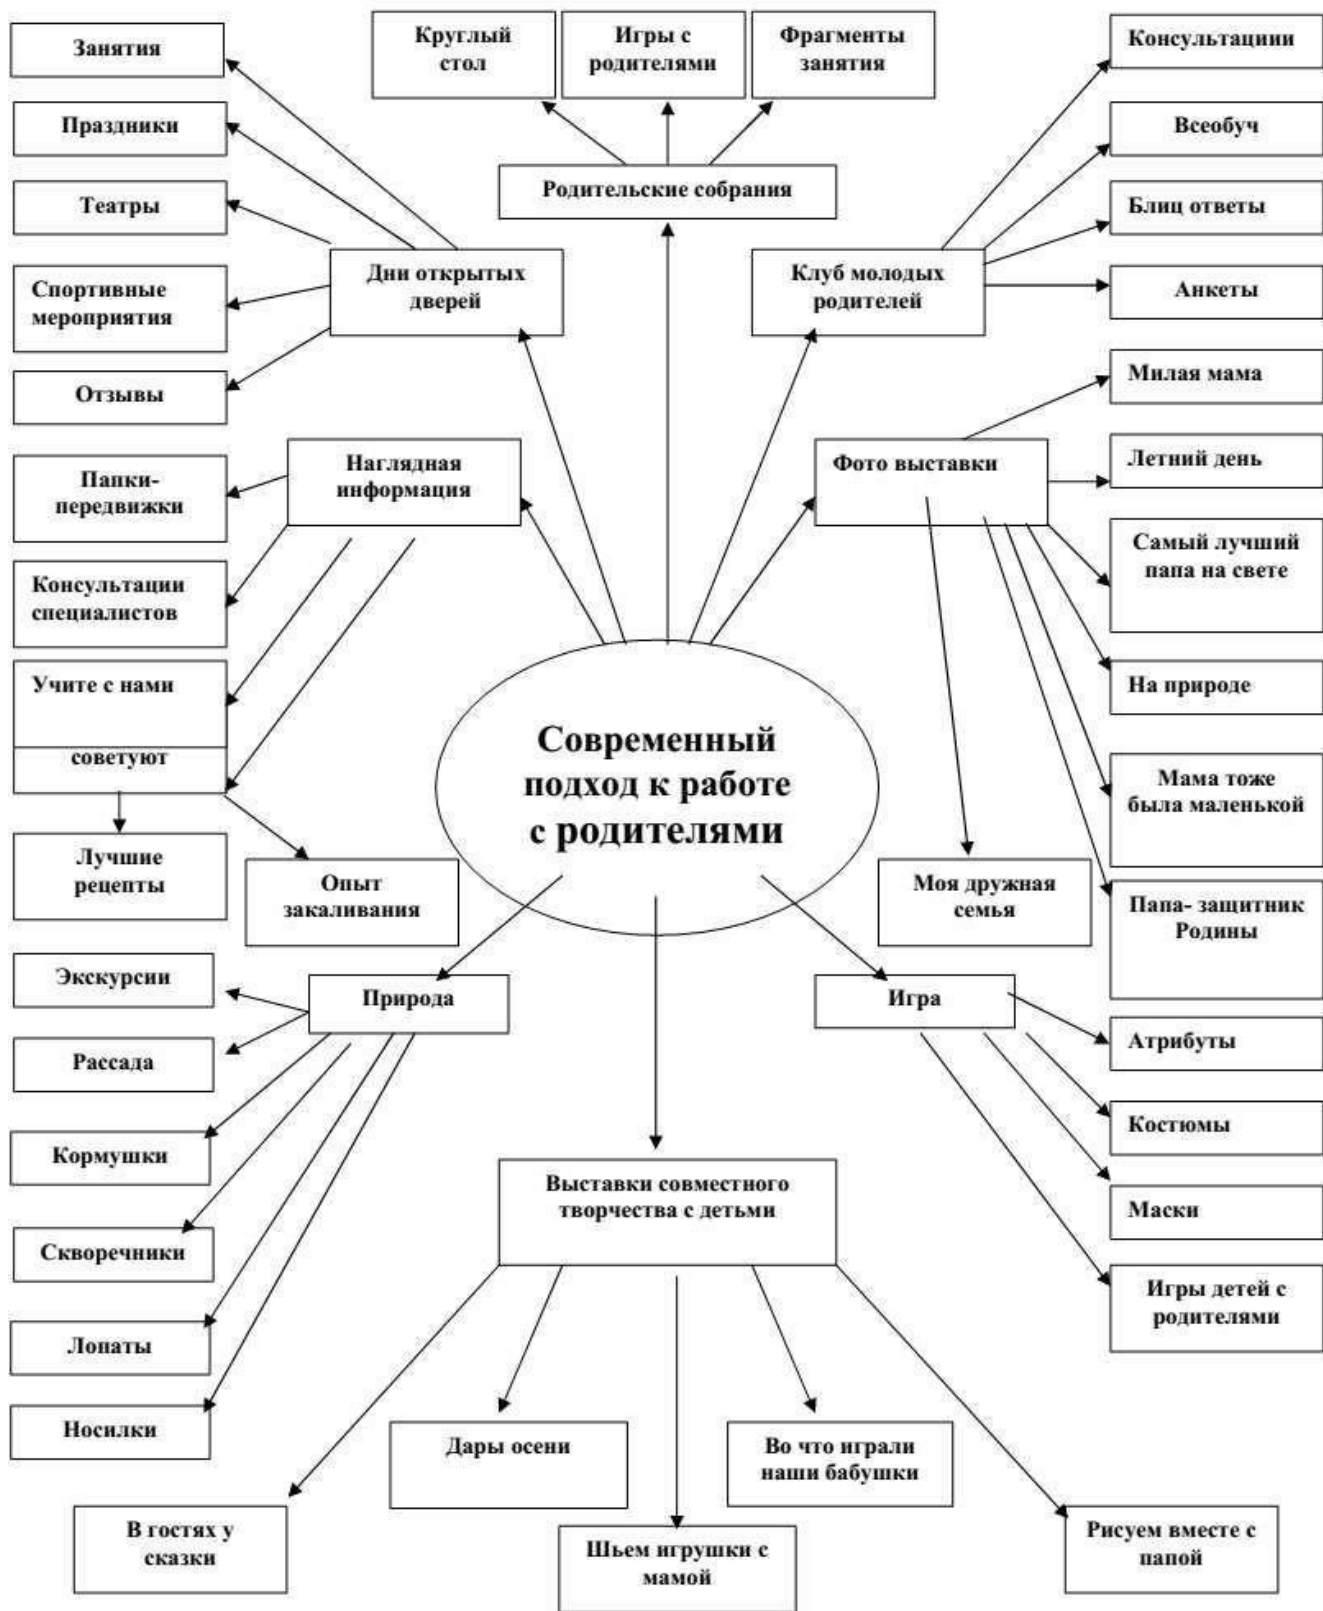 Занятия
Праздники
Театры
Спортивные
мероприятия
Отзывы
Круглый
стол
Игры с
родителями
Фрагменты
занятия
Родительские собрания
Дни открытых
дверей
Клуб молодых
родителей
Консультациии
Всеобуч
Блиц ответы
Анкеты
Наглядная
информация
Папки-
передвижки
Консультации
специалистов
Учите с нами
советуют
Лучшие
рецепты
Опыт
закаливания
Фото выставки
Милая мама
Летний день
Самый лучший
папа на свете
На природе
Мама тоже
была маленькой
Папа- защитник
Родины
Моя дружная
семья
Современный
подход к работе
с родителями
Природа
Экскурсии
Рассада
Кормушки
Скворечники
Лопаты
Носилки
Игра
Атрибуты
Костюмы
Маски
Игры детей с
родителями
Выставки совместного
творчества с детьми
В гостях у
сказки
Дары осени
Шьем игрушки с
мамой
Во что играли
наши бабушки
Рисуем вместе с
папой